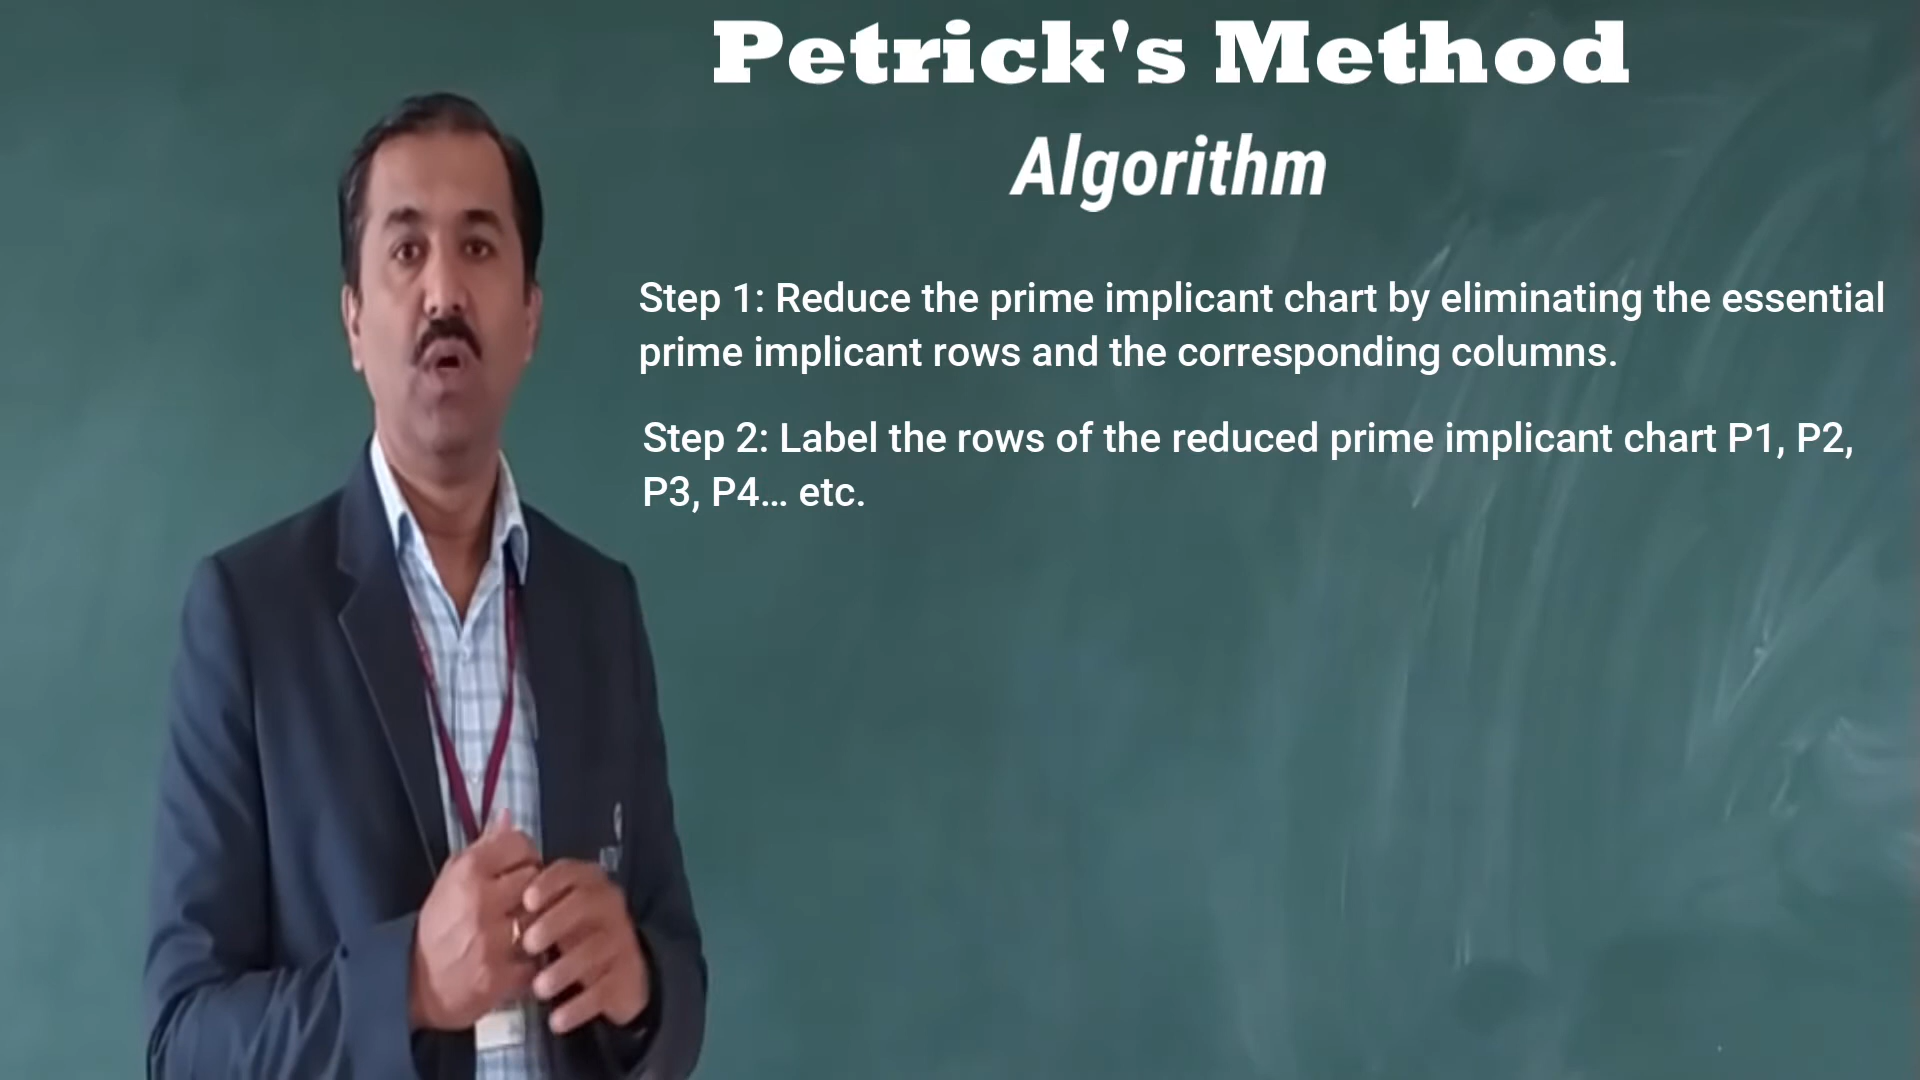 Petrick's Method
Algorithm
Step 1: Reduce the prime implicant chart by eliminating the essential
prime implicant rows and the corresponding columns.
Step 2: Label the rows of the reduced prime implicant chart P1, P2,
P3, P4... etc.